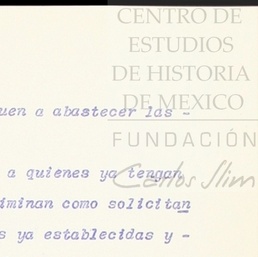 CENTRO DE
ESTUDIOS
DE HISTORIA
DE MEXICO
FUNDACIÓN
Carlos Slim
uen a abastecer las -
a quienes ya tengan
iminan como solicitan
s ya establecidas y -